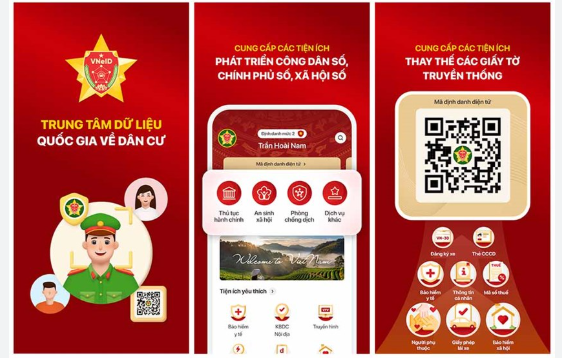 VNeID
TRUNG TÂM DỮ LIỆU
QUỐC GIA VỀ DÂN CƯ
CUNG CẤP CÁC TIỆN ÍCH
PHÁT TRIỂN CÔNG DÂN SỐ,
CHÍNH PHỦ SỐ, XÃ HỘI SỐ
Định danh mức 2
Trần Hoài Nam
Mã định danh điện tử
Thủ tục
hành chính
An sinh
xã hội
Phòng
chống dịch
Dịch vụ
khác
Welcome to Việt Nam
Tiện ích yêu thích
Bảo hiểm
y tế
KBDC
Nội địa
Truyền hình
CUNG CẤP CÁC TIỆN ÍCH
THAY THẾ CÁC GIẤY TỜ
TRUYỀN THỐNG
Mã định danh điện tử
Đăng ký xe
Thẻ CCCD
Bảo hiểm
y tế
Thông tin
cá nhân
Mã số thuế
Người phụ
thuộc
Giấy phép
lái xe
Bảo hiểm
xã hội